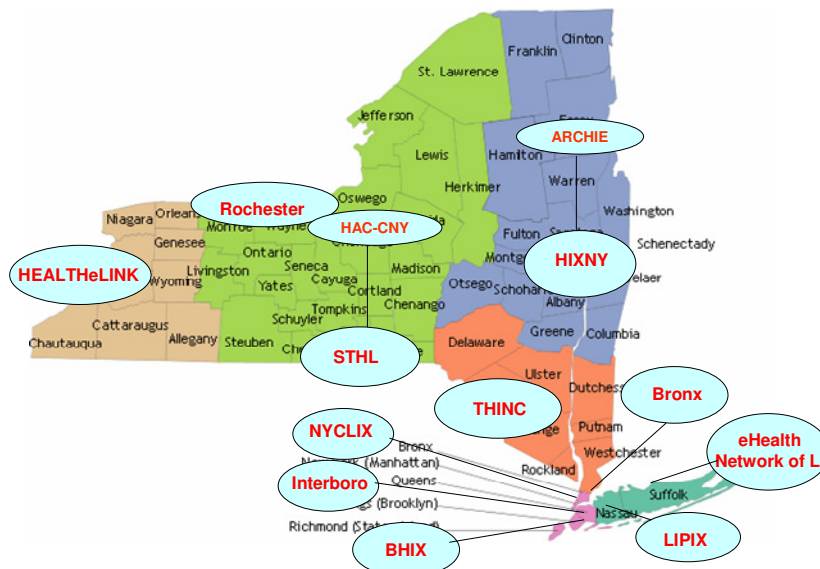 Clinton
Franklin
St. Lawrence
Jefferson
ARCHIE
Lewis
Hamilton
Herkimer
Warren
Oswego
Rochester
Orleans
Niagara
Washington
HAC-CNY
Monroe
Wayne
Fulton
Schenectady
Genesee
Ontario
HIXNY
HEALTHeLINK
Livingston
Seneca
Madison
Wyoming
Yates
Cayuga
Otsego
Schoharie
Cortland
Chenango
Albany
Tompkins
Schuyler
Cattaraugus
Greene
Columbia
Chautauqua
Allegany
Steuben
Delaware
STHL
Ulster
Dutchess
Bronx
THINC
Putnam
NYCLIX
Bronx
Westchester
eHealth
Network of L
(Manhattan)
Rockland
Queens
Interboro
Suffolk
(Brooklyn)
Nassau
Richmond
LIPIX
BHIX